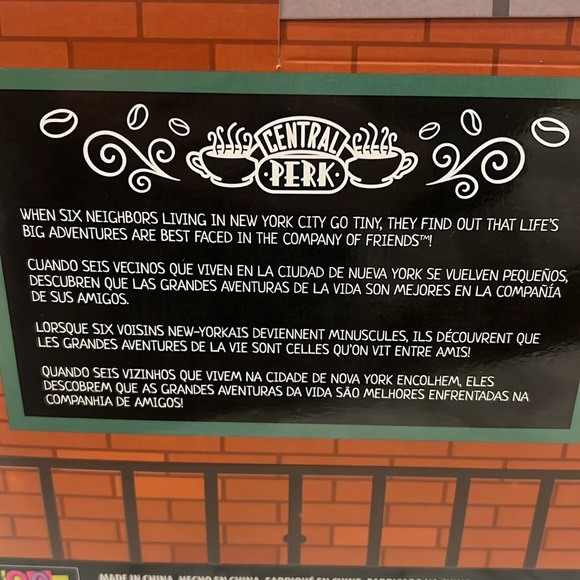 CENTRAL
PERK
WHEN SIX NEIGHBORS LIVING IN NEW YORK CITY GO TINY, THEY FIND OUT THAT LIFE'S
BIG ADVENTURES ARE BEST FACED IN THE COMPANY OF FRIENDS™!
CUANDO SEIS VECINOS QUE VIVEN EN LA CIUDAD DE NUEVA YORK SE VUELVEN PEQUEÑOS,
DESCUBREN QUE LAS GRANDES AVENTURAS DE LA VIDA SON MEJORES EN LA COMPAÑÍA
DE SUS AMIGOS.
LORSQUE SIX VOISINS NEW-YORKAIS DEVIENNENT MINUSCULES, ILS DÉCOUVRENT QUE
LES GRANDES AVENTURES DE LA VIE SONT CELLES QU'ON VIT ENTRE AMIS!
QUANDO SEIS VIZINHOS QUE VIVEM NA CIDADE DE NOVA YORK ENCOLHEM, ELES
DESCOBREM QUE AS GRANDES AVENTURAS DA VIDA SÃO MELHORES ENFRENTADAS NA
COMPANHIA DE AMIGOS!
MADE IN CHINA. HECHO EN CHINA. FABRIQUÉ EN CHINE.